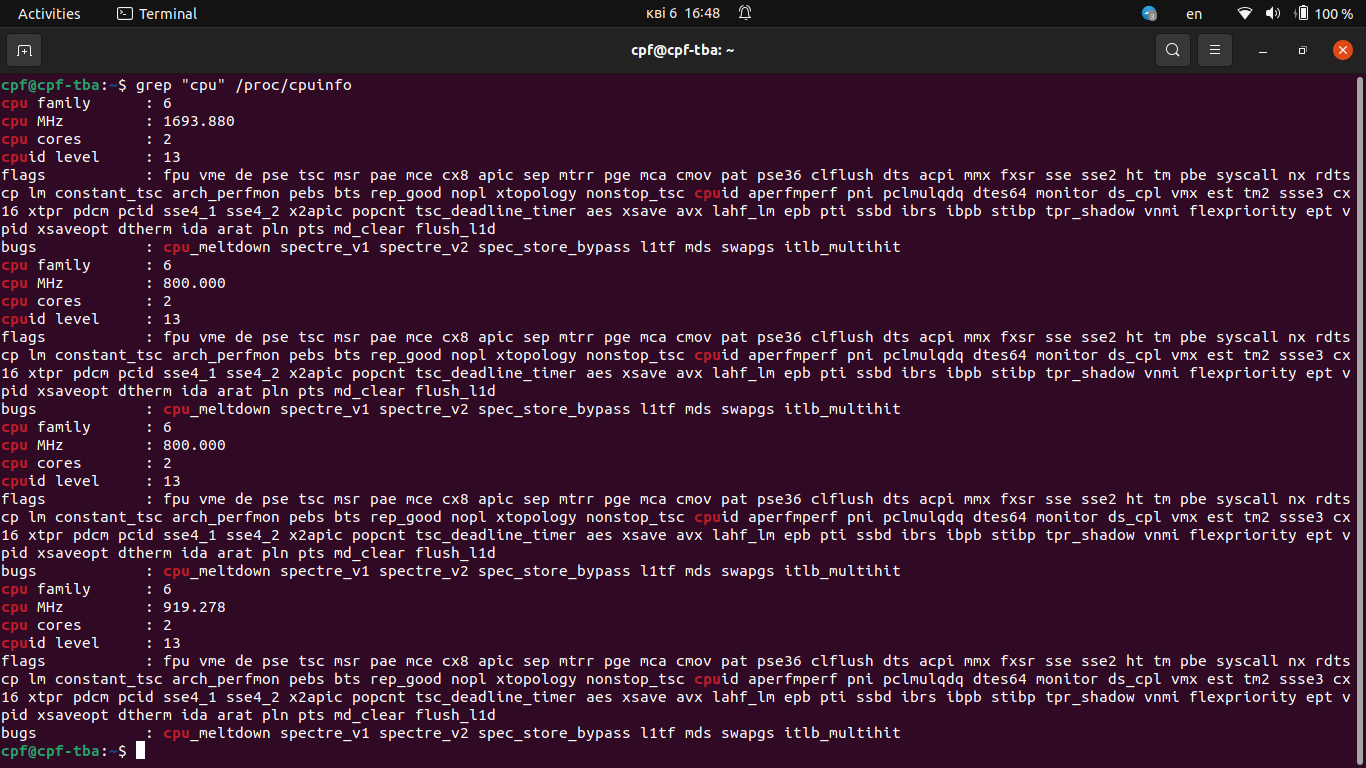 Activities Terminal кві 6 16:48 3 en 100 %
cpf@cpf-tba: ~
cpf@cpf-tba:~$ grep "cpu" /proc/cpuinfo
cpu family : 6
cpu MHz : 1693.880
cpu cores : 2
cpuid level : 13
flags : fpu vme de pse tsc msr pae mce cx8 apic sep mtrr pge mca cmov pat pse36 clflush dts acpi mmx fxsr sse sse2 ht tm pbe syscall nx rdts
cp lm constant_tsc arch_perfmon pebs bts rep_good nopl xtopology nonstop_tsc cpuid aperfmperf pni pclmulqdq dtes64 monitor ds_cpl vmx est tm2 ssse3 cx
16 xtpr pdcm pcid sse4_1 sse4_2 x2apic popcnt tsc_deadline_timer aes xsave avx lahf_lm epb pti ssbd ibrs ibpb stibp tpr_shadow vnmi flexpriority ept v
pid xsaveopt dtherm ida arat pln pts md_clear flush_l1d
bugs : cpu_meltdown spectre_v1 spectre_v2 spec_store_bypass l1tf mds swapgs itlb_multihit
cpu family : 6
cpu MHz : 800.000
cpu cores : 2
cpuid level : 13
flags : fpu vme de pse tsc msr pae mce cx8 apic sep mtrr pge mca cmov pat pse36 clflush dts acpi mmx fxsr sse sse2 ht tm pbe syscall nx rdts
cp lm constant_tsc arch_perfmon pebs bts rep_good nopl xtopology nonstop_tsc cpuid aperfmperf pni pclmulqdq dtes64 monitor ds_cpl vmx est tm2 ssse3 cx
16 xtpr pdcm pcid sse4_1 sse4_2 x2apic popcnt tsc_deadline_timer aes xsave avx lahf_lm epb pti ssbd ibrs ibpb stibp tpr_shadow vnmi flexpriority ept v
pid xsaveopt dtherm ida arat pln pts md_clear flush_l1d
bugs : cpu_meltdown spectre_v1 spectre_v2 spec_store_bypass l1tf mds swapgs itlb_multihit
cpu family : 6
cpu MHz : 800.000
cpu cores : 2
cpuid level : 13
flags : fpu vme de pse tsc msr pae mce cx8 apic sep mtrr pge mca cmov pat pse36 clflush dts acpi mmx fxsr sse sse2 ht tm pbe syscall nx rdts
cp lm constant_tsc arch_perfmon pebs bts rep_good nopl xtopology nonstop_tsc cpuid aperfmperf pni pclmulqdq dtes64 monitor ds_cpl vmx est tm2 ssse3 cx
16 xtpr pdcm pcid sse4_1 sse4_2 x2apic popcnt tsc_deadline_timer aes xsave avx lahf_lm epb pti ssbd ibrs ibpb stibp tpr_shadow vnmi flexpriority ept v
pid xsaveopt dtherm ida arat pln pts md_clear flush_l1d
bugs : cpu_meltdown spectre_v1 spectre_v2 spec_store_bypass l1tf mds swapgs itlb_multihit
cpu family : 6
cpu MHz : 919.278
cpu cores : 2
cpuid level : 13
flags : fpu vme de pse tsc msr pae mce cx8 apic sep mtrr pge mca cmov pat pse36 clflush dts acpi mmx fxsr sse sse2 ht tm pbe syscall nx rdts
cp lm constant_tsc arch_perfmon pebs bts rep_good nopl xtopology nonstop_tsc cpuid aperfmperf pni pclmulqdq dtes64 monitor ds_cpl vmx est tm2 ssse3 cx
16 xtpr pdcm pcid sse4_1 sse4_2 x2apic popcnt tsc_deadline_timer aes xsave avx lahf_lm epb pti ssbd ibrs ibpb stibp tpr_shadow vnmi flexpriority ept v
pid xsaveopt dtherm ida arat pln pts md_clear flush_l1d
bugs : cpu_meltdown spectre_v1 spectre_v2 spec_store_bypass l1tf mds swapgs itlb_multihit
cpf@cpf-tba:~$